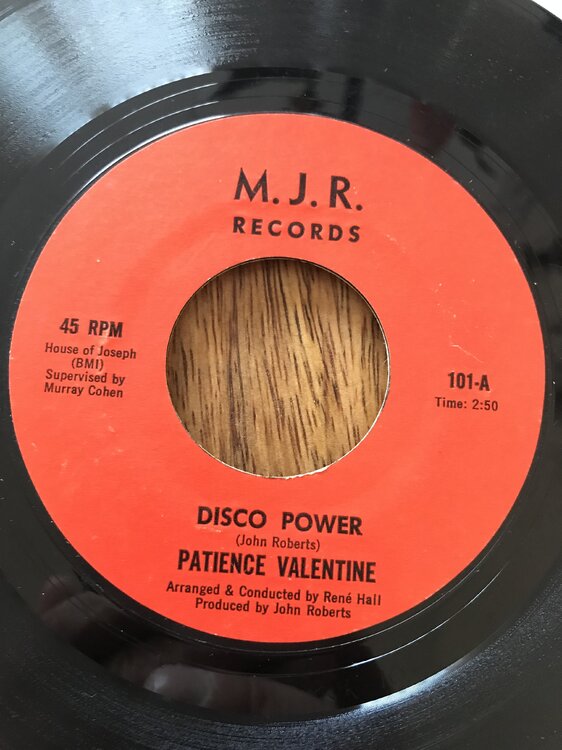 M.J.R.
RECORDS
45 RPM
House of Joseph
(BMI)
Supervised by
Murray Cohen
101-A
Time: 2:50
DISCO POWER
(John Roberts)
PATIENCE VALENTINE
Arranged & Conducted by René Hall
Produced by John Roberts